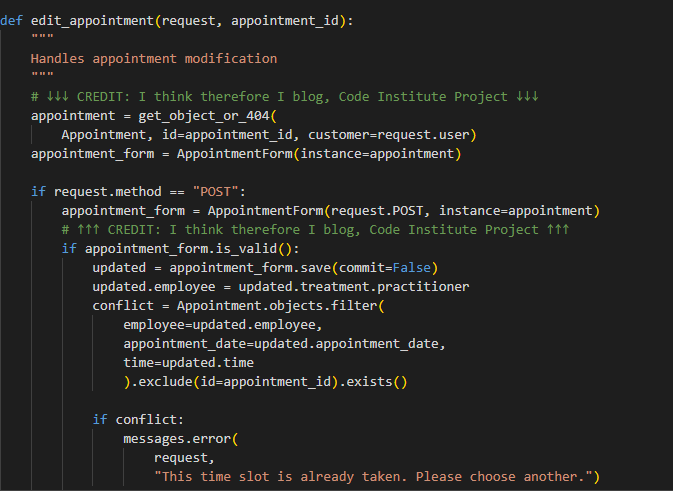 def edit_appointment(request, appointment_id):
    """
    Handles appointment modification
    """
    # ↓↓↓ CREDIT: I think therefore I blog, Code Institute Project ↓↓↓
    appointment = get_object_or_404(
        Appointment, id=appointment_id, customer=request.user)
    appointment_form = AppointmentForm(instance=appointment)

    if request.method == "POST":
        appointment_form = AppointmentForm(request.POST, instance=appointment)
        # ↑↑↑ CREDIT: I think therefore I blog, Code Institute Project ↑↑↑
        if appointment_form.is_valid():
            updated = appointment_form.save(commit=False)
            updated.employee = updated.treatment.practitioner
            conflict = Appointment.objects.filter(
                employee=updated.employee,
                appointment_date=updated.appointment_date,
                time=updated.time
                ).exclude(id=appointment_id).exists()

            if conflict:
                messages.error(
                    request,
                    "This time slot is already taken. Please choose another.")